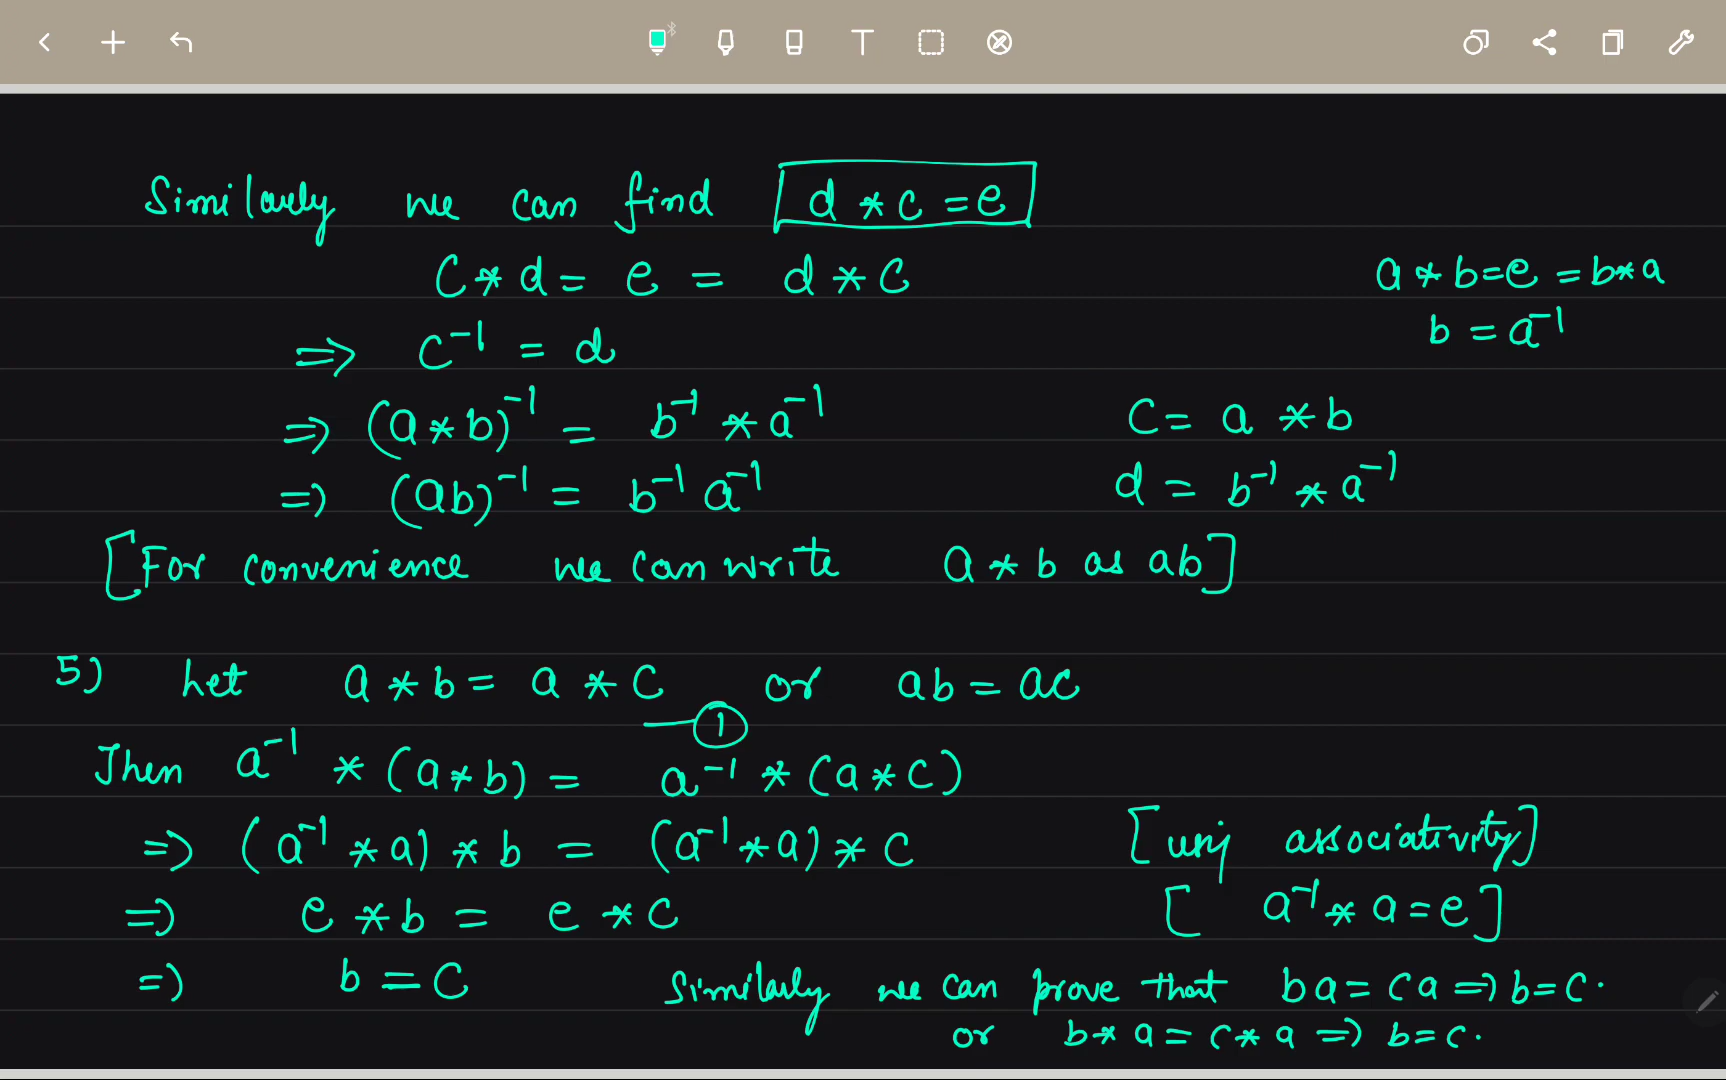 Similarly we can find d * c = e
C * d = e = d * C
a * b = e = b * a
⇒ C⁻¹ = d
b = a⁻¹
⇒ (a * b)⁻¹ = b⁻¹ * a⁻¹
C = a * b
⇒ (ab)⁻¹ = b⁻¹ a⁻¹
d = b⁻¹ * a⁻¹
[For convenience we can write a * b as ab]
5) Let a * b = a * C or ab = ac
— ①
Then a⁻¹ * (a * b) = a⁻¹ * (a * C)
⇒ (a⁻¹ * a) * b = (a⁻¹ * a) * C [using associativity]
⇒ e * b = e * C [a⁻¹ * a = e]
⇒ b = C Similarly we can prove that ba = ca ⇒ b = c.
or b * a = c * a ⇒ b = c.